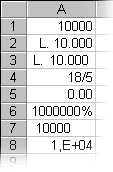 A
1 10000
2 L. 10.000
3 L. 10.000
4 18/5
5 0.00
6 1000000%
7 10000
8 1,E+04